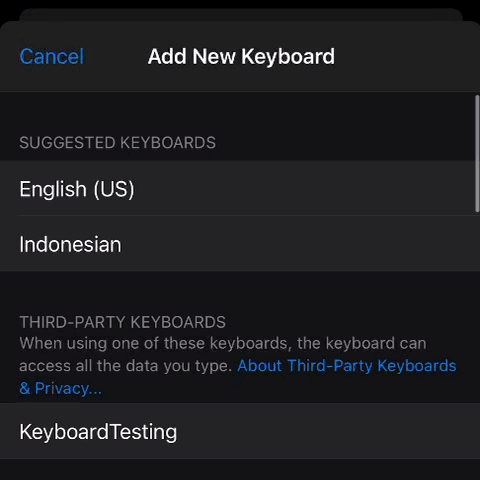 Cancel
Add New Keyboard
SUGGESTED KEYBOARDS
English (US)
Indonesian
THIRD-PARTY KEYBOARDS
When using one of these keyboards, the keyboard can
access all the data you type. About Third-Party Keyboards
& Privacy...
KeyboardTesting